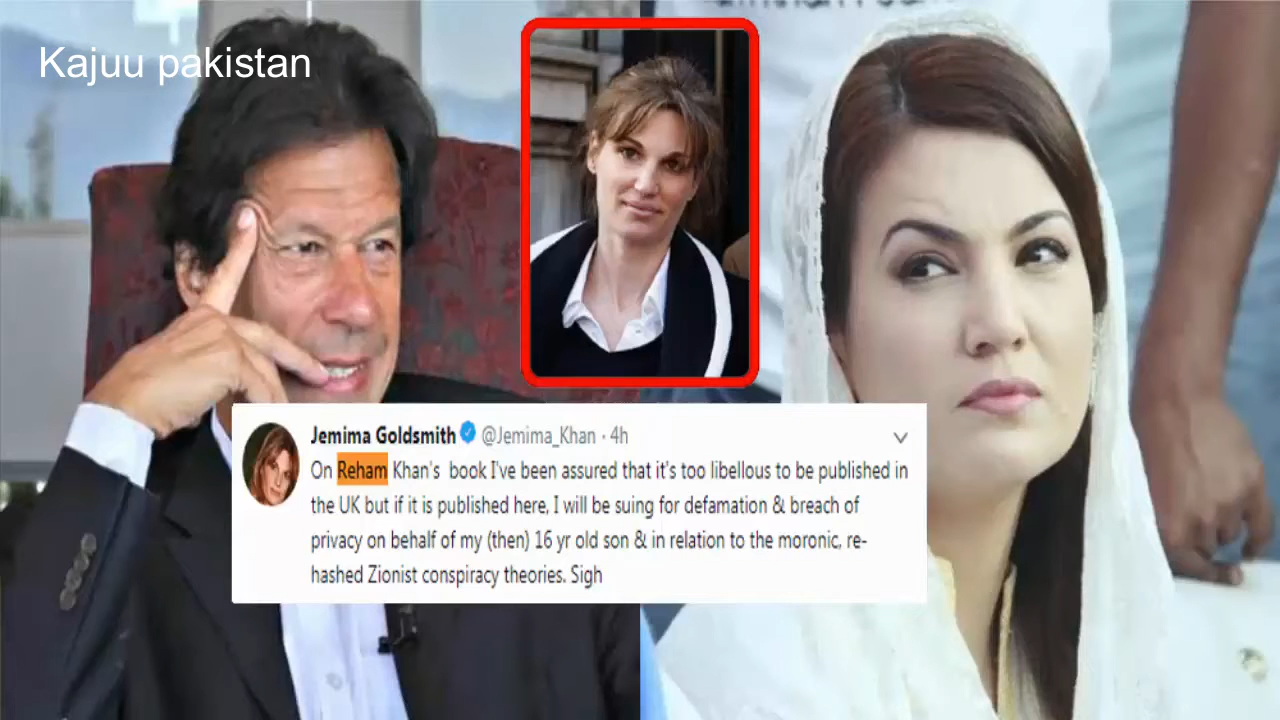 Kajuu pakistan
Jemima Goldsmith @Jemima_Khan · 4h
On Reham Khan's book I've been assured that it's too libellous to be published in
the UK but if it is published here, I will be suing for defamation & breach of
privacy on behalf of my (then) 16 yr old son & in relation to the moronic, re-
hashed Zionist conspiracy theories. Sigh